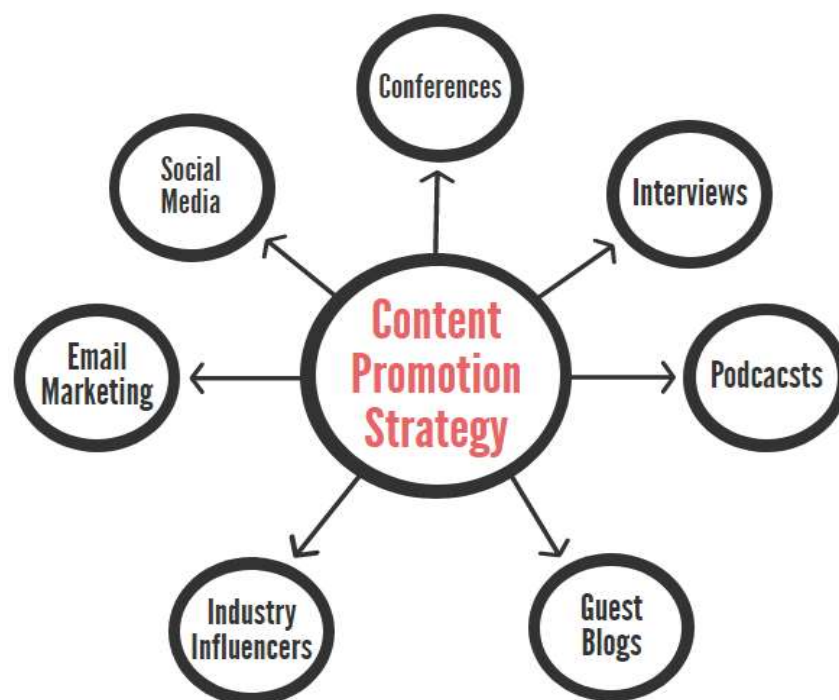 Conferences
Social
Media
Interviews
Content
Promotion
Strategy
Email
Marketing
Podcacsts
Industry
Influencers
Guest
Blogs